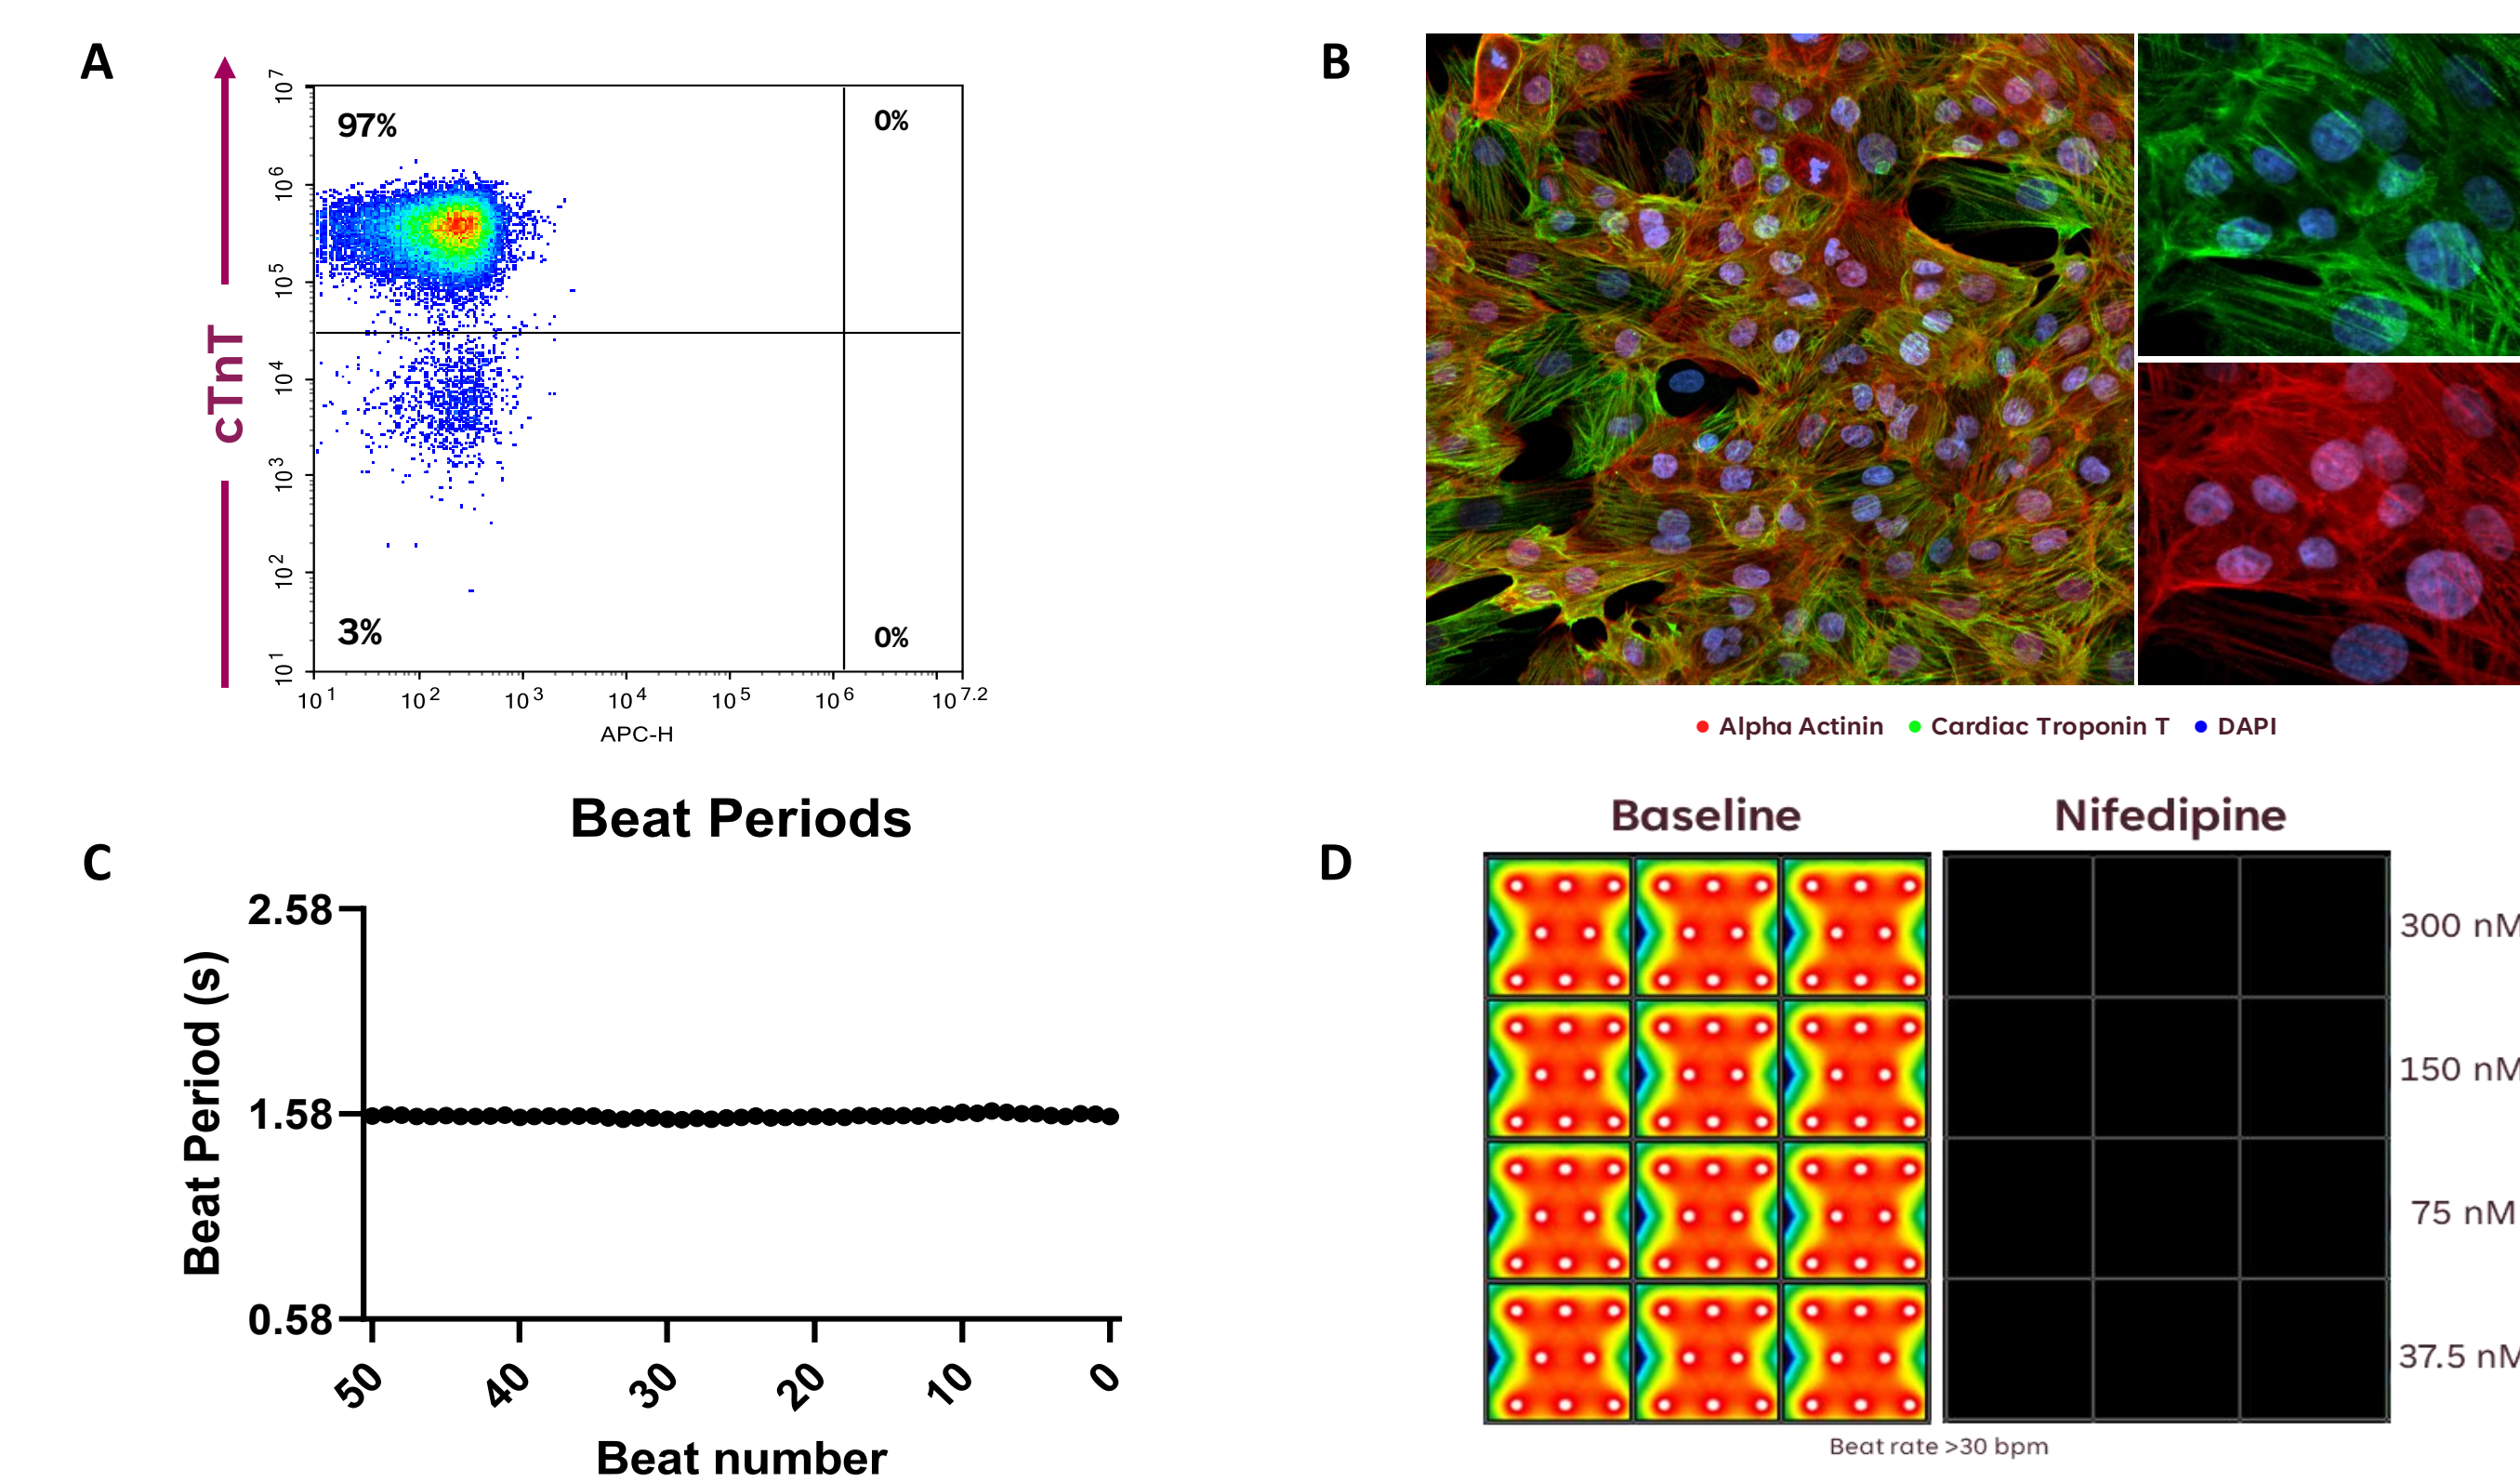 A
cTnT
10 7
10 6
10 5
10 4
10 3
10 2
10 1
97%
0%
3%
0%
10 1
10 2
10 3
10 4
10 5
10 6
10 7.2
APC-H
B
Alpha Actinin
Cardiac Troponin T
DAPI
C
Beat Periods
Beat Period (s)
2.58
1.58
0.58
50
40
30
20
10
0
Beat number
D
Baseline
Nifedipine
300 nM
150 nM
75 nM
37.5 nM
Beat rate >30 bpm